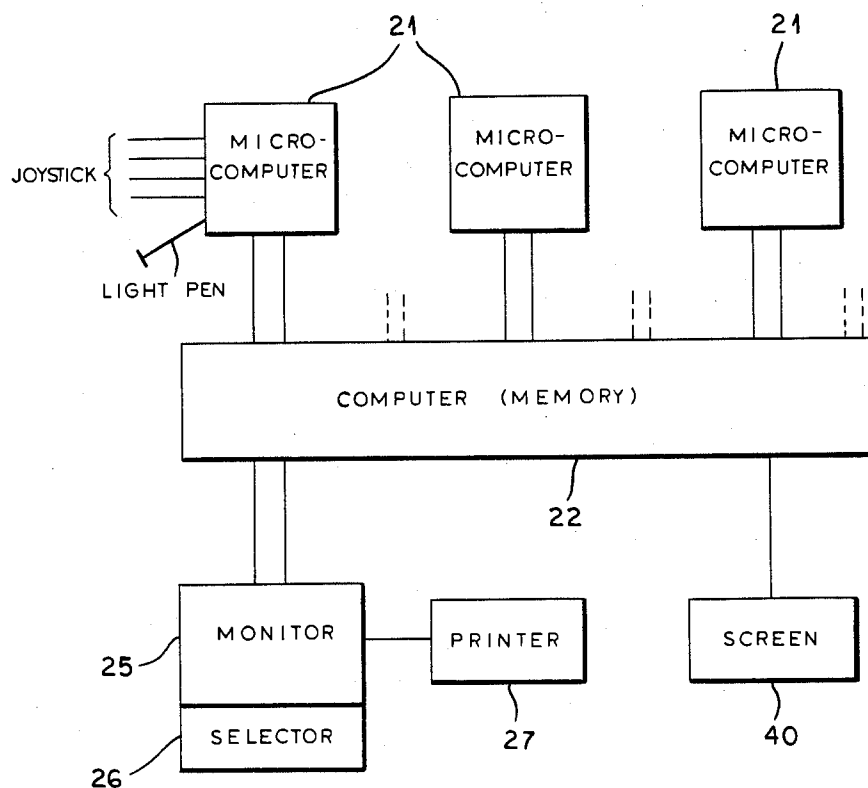 21
21
MICRO-
COMPUTER
MICRO-
COMPUTER
MICRO-
COMPUTER
JOYSTICK
LIGHT PEN
COMPUTER (MEMORY)
22
MONITOR
PRINTER
SCREEN
25
SELECTOR
26
27
40